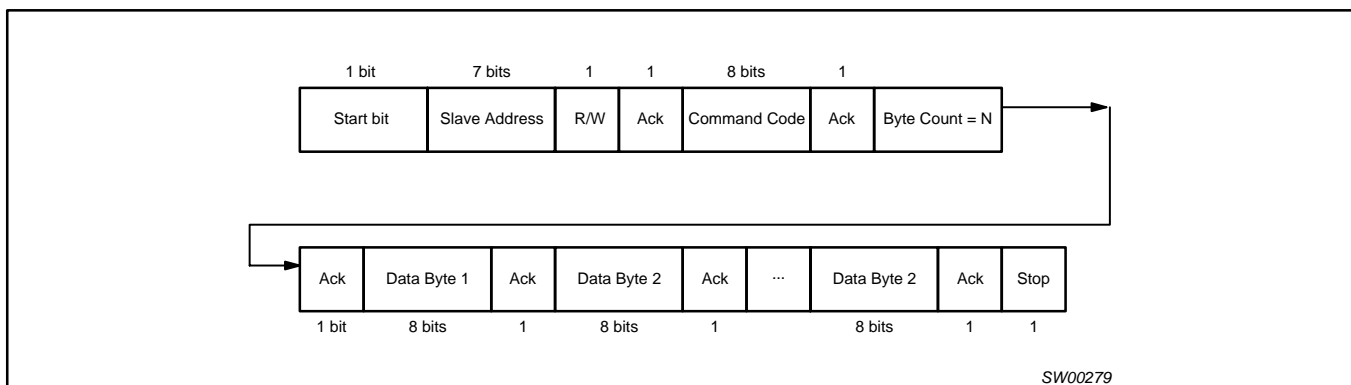 1 bit 7 bits 1 1 8 bits 1
Start bit Slave Address R/W Ack Command Code Ack Byte Count = N
Ack Data Byte 1 Ack Data Byte 2 Ack ... Data Byte 2 Ack Stop
1 bit 8 bits 1 8 bits 1 8 bits 1 1
SW00279